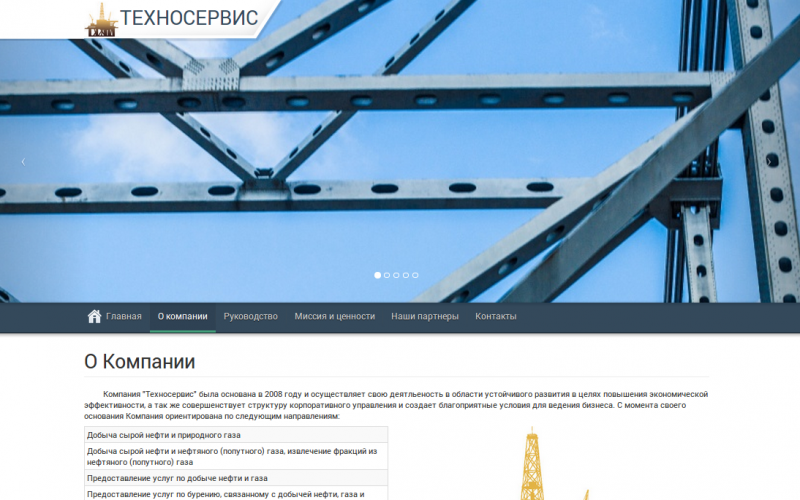 ТЕХНОСЕРВИС
Главная О компании Руководство Миссия и ценности Наши партнеры Контакты
О Компании
Компания "Техносервис" была основана в 2008 году и осуществляет свою деятльеность в области устойчивого развития в целях повышения экономической
эффективности, а так же совершенствует структуру корпоративного управления и создает благоприятные условия для ведения бизнеса. С момента своего
основания Компания ориентирована по следующим направлениям:
Добыча сырой нефти и природного газа
Добыча сырой нефти и нефтяного (попутного) газа, извлечение фракций из
нефтяного (попутного) газа
Предоставление услуг по добыче нефти и газа
Предоставление услуг по бурению, связанному с добычей нефти, газа и